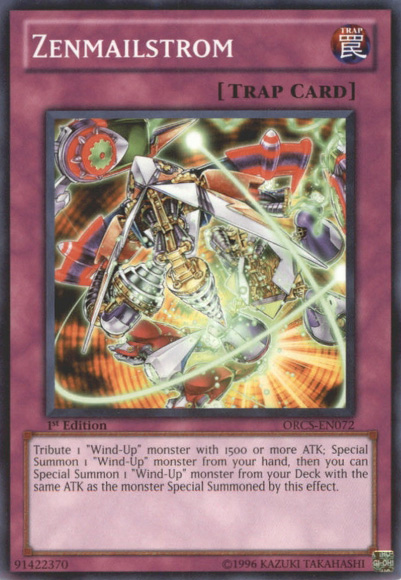 ZENMAILSTROM
TRAP
罠
[TRAP CARD]
1st Edition
ORCS-EN072
Tribute 1 "Wind-Up" monster with 1500 or more ATK; Special
Summon 1 "Wind-Up" monster from your hand, then you can
Special Summon 1 "Wind-Up" monster from your Deck with the
same ATK as the monster Special Summoned by this effect.
91422370
©1996 KAZUKI TAKAHASHI